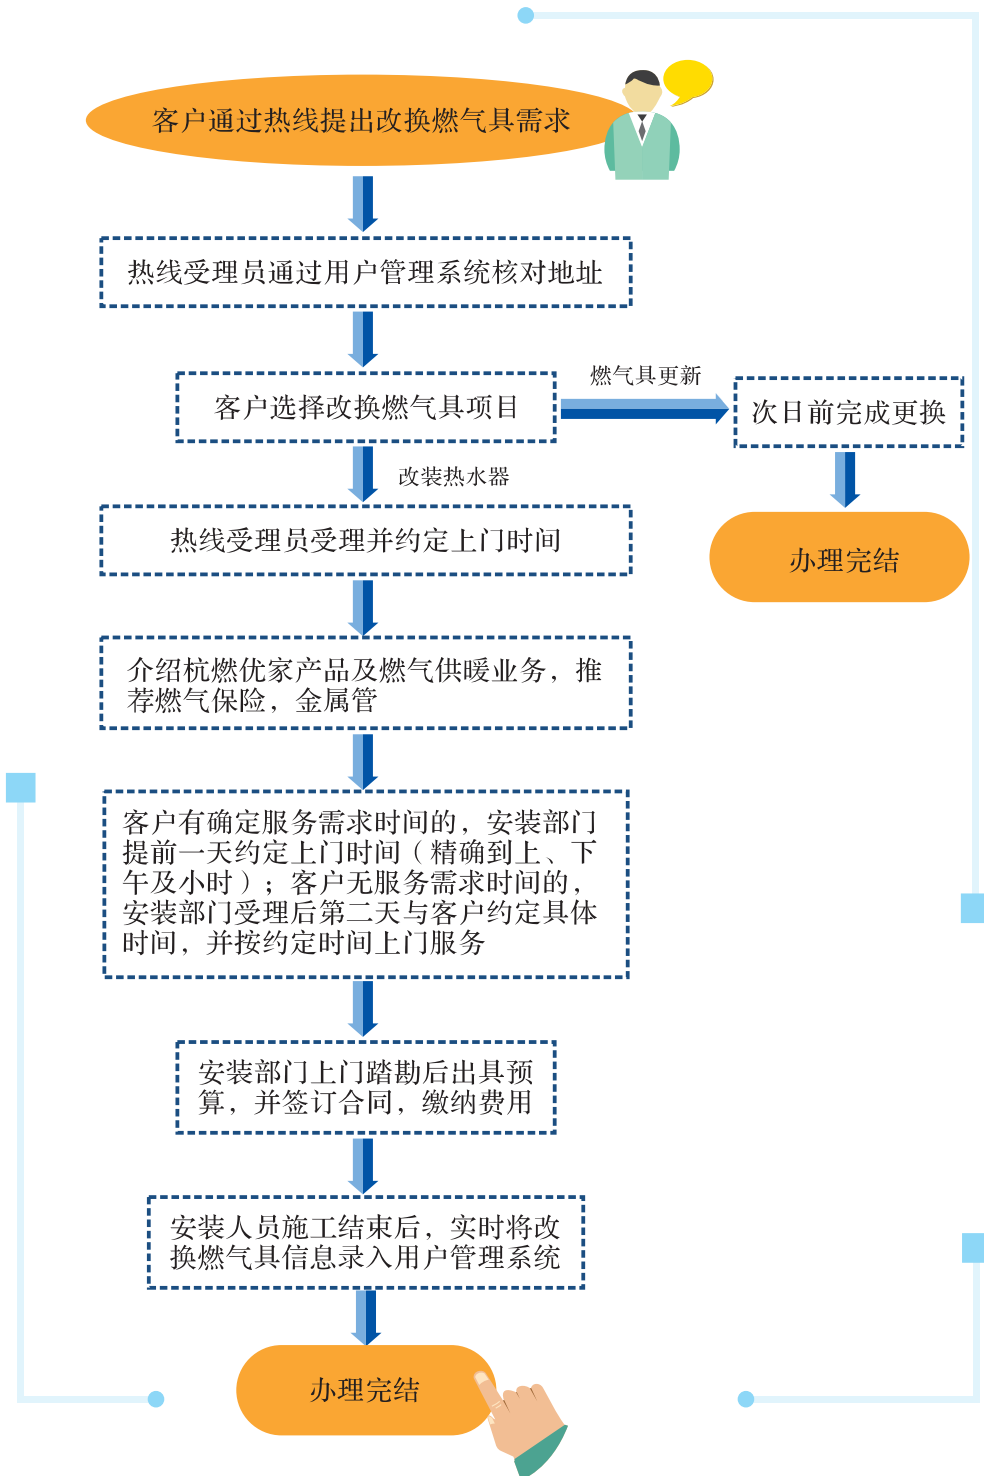 客户通过热线提出改换燃气具需求
热线受理员通过用户管理系统核对地址
客户选择改换燃气具项目
燃气具更新
次日前完成更换
办理完结
改装热水器
热线受理员受理并约定上门时间
介绍杭燃优家产品及燃气供暖业务，推
荐燃气保险，金属管
客户有确定服务需求时间的，安装部门
提前一天约定上门时间（精确到上、下
午及小时）；客户无服务需求时间的，
安装部门受理后第二天与客户约定具体
时间，并按约定时间上门服务
安装部门上门踏勘后出具预
算，并签订合同，缴纳费用
安装人员施工结束后，实时将改
换燃气具信息录入用户管理系统
办理完结